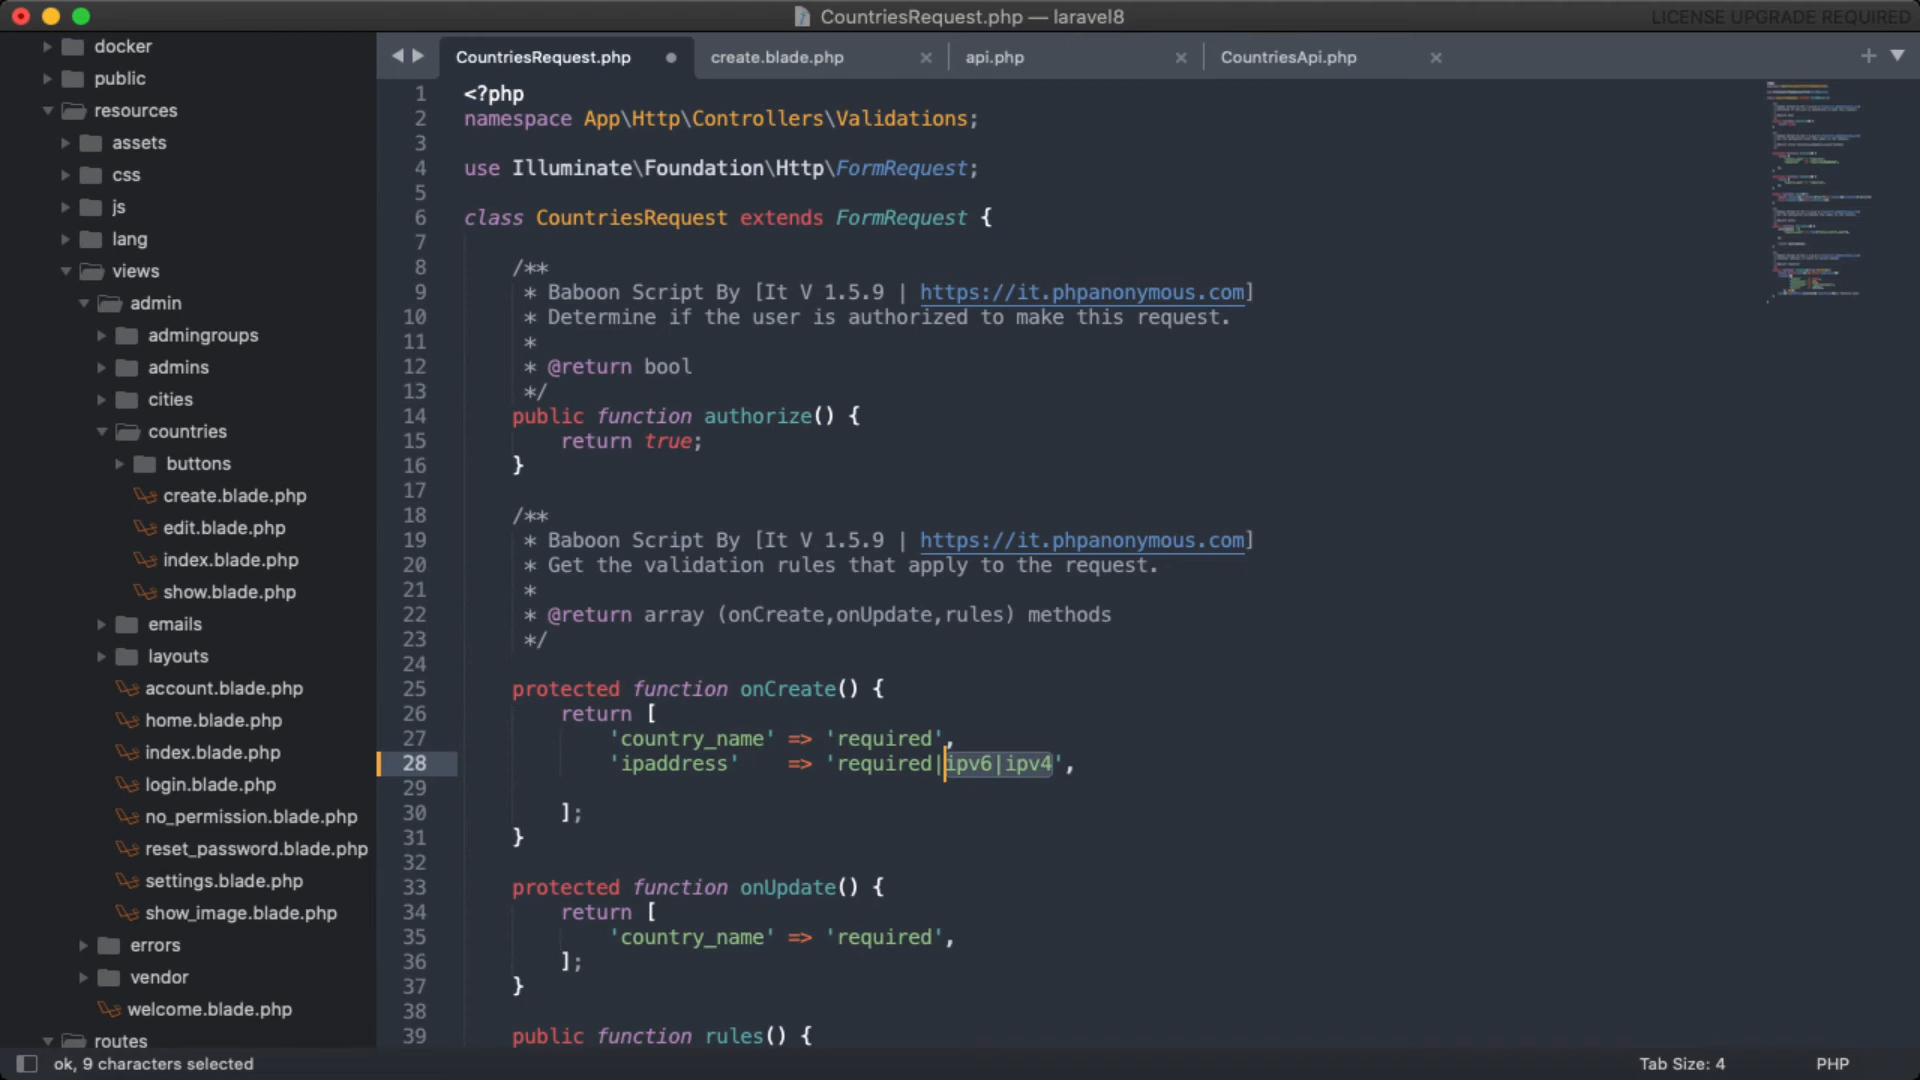 CountriesRequest.php — laravel8
LICENSE UPGRADE REQUIRED
docker
public
resources
assets
css
js
lang
views
admin
admingroups
admins
cities
countries
buttons
create.blade.php
edit.blade.php
index.blade.php
show.blade.php
emails
layouts
account.blade.php
home.blade.php
index.blade.php
login.blade.php
no_permission.blade.php
reset_password.blade.php
settings.blade.php
show_image.blade.php
errors
vendor
welcome.blade.php
routes
CountriesRequest.php
create.blade.php
api.php
CountriesApi.php
1 <?php
2 namespace App\Http\Controllers\Validations;
3
4 use Illuminate\Foundation\Http\FormRequest;
5
6 class CountriesRequest extends FormRequest {
7
8 /**
9 * Baboon Script By [It V 1.5.9 | https://it.phpanonymous.com]
10 * Determine if the user is authorized to make this request.
11 *
12 * @return bool
13 */
14 public function authorize() {
15 return true;
16 }
17
18 /**
19 * Baboon Script By [It V 1.5.9 | https://it.phpanonymous.com]
20 * Get the validation rules that apply to the request.
21 *
22 * @return array (onCreate,onUpdate,rules) methods
23 */
24
25 protected function onCreate() {
26 return [
27 'country_name' => 'required',
28 'ipaddress' => 'required|ipv6|ipv4',
29
30 ];
31 }
32
33 protected function onUpdate() {
34 return [
35 'country_name' => 'required',
36 ];
37 }
38
39 public function rules() {
ok, 9 characters selected
Tab Size: 4
PHP